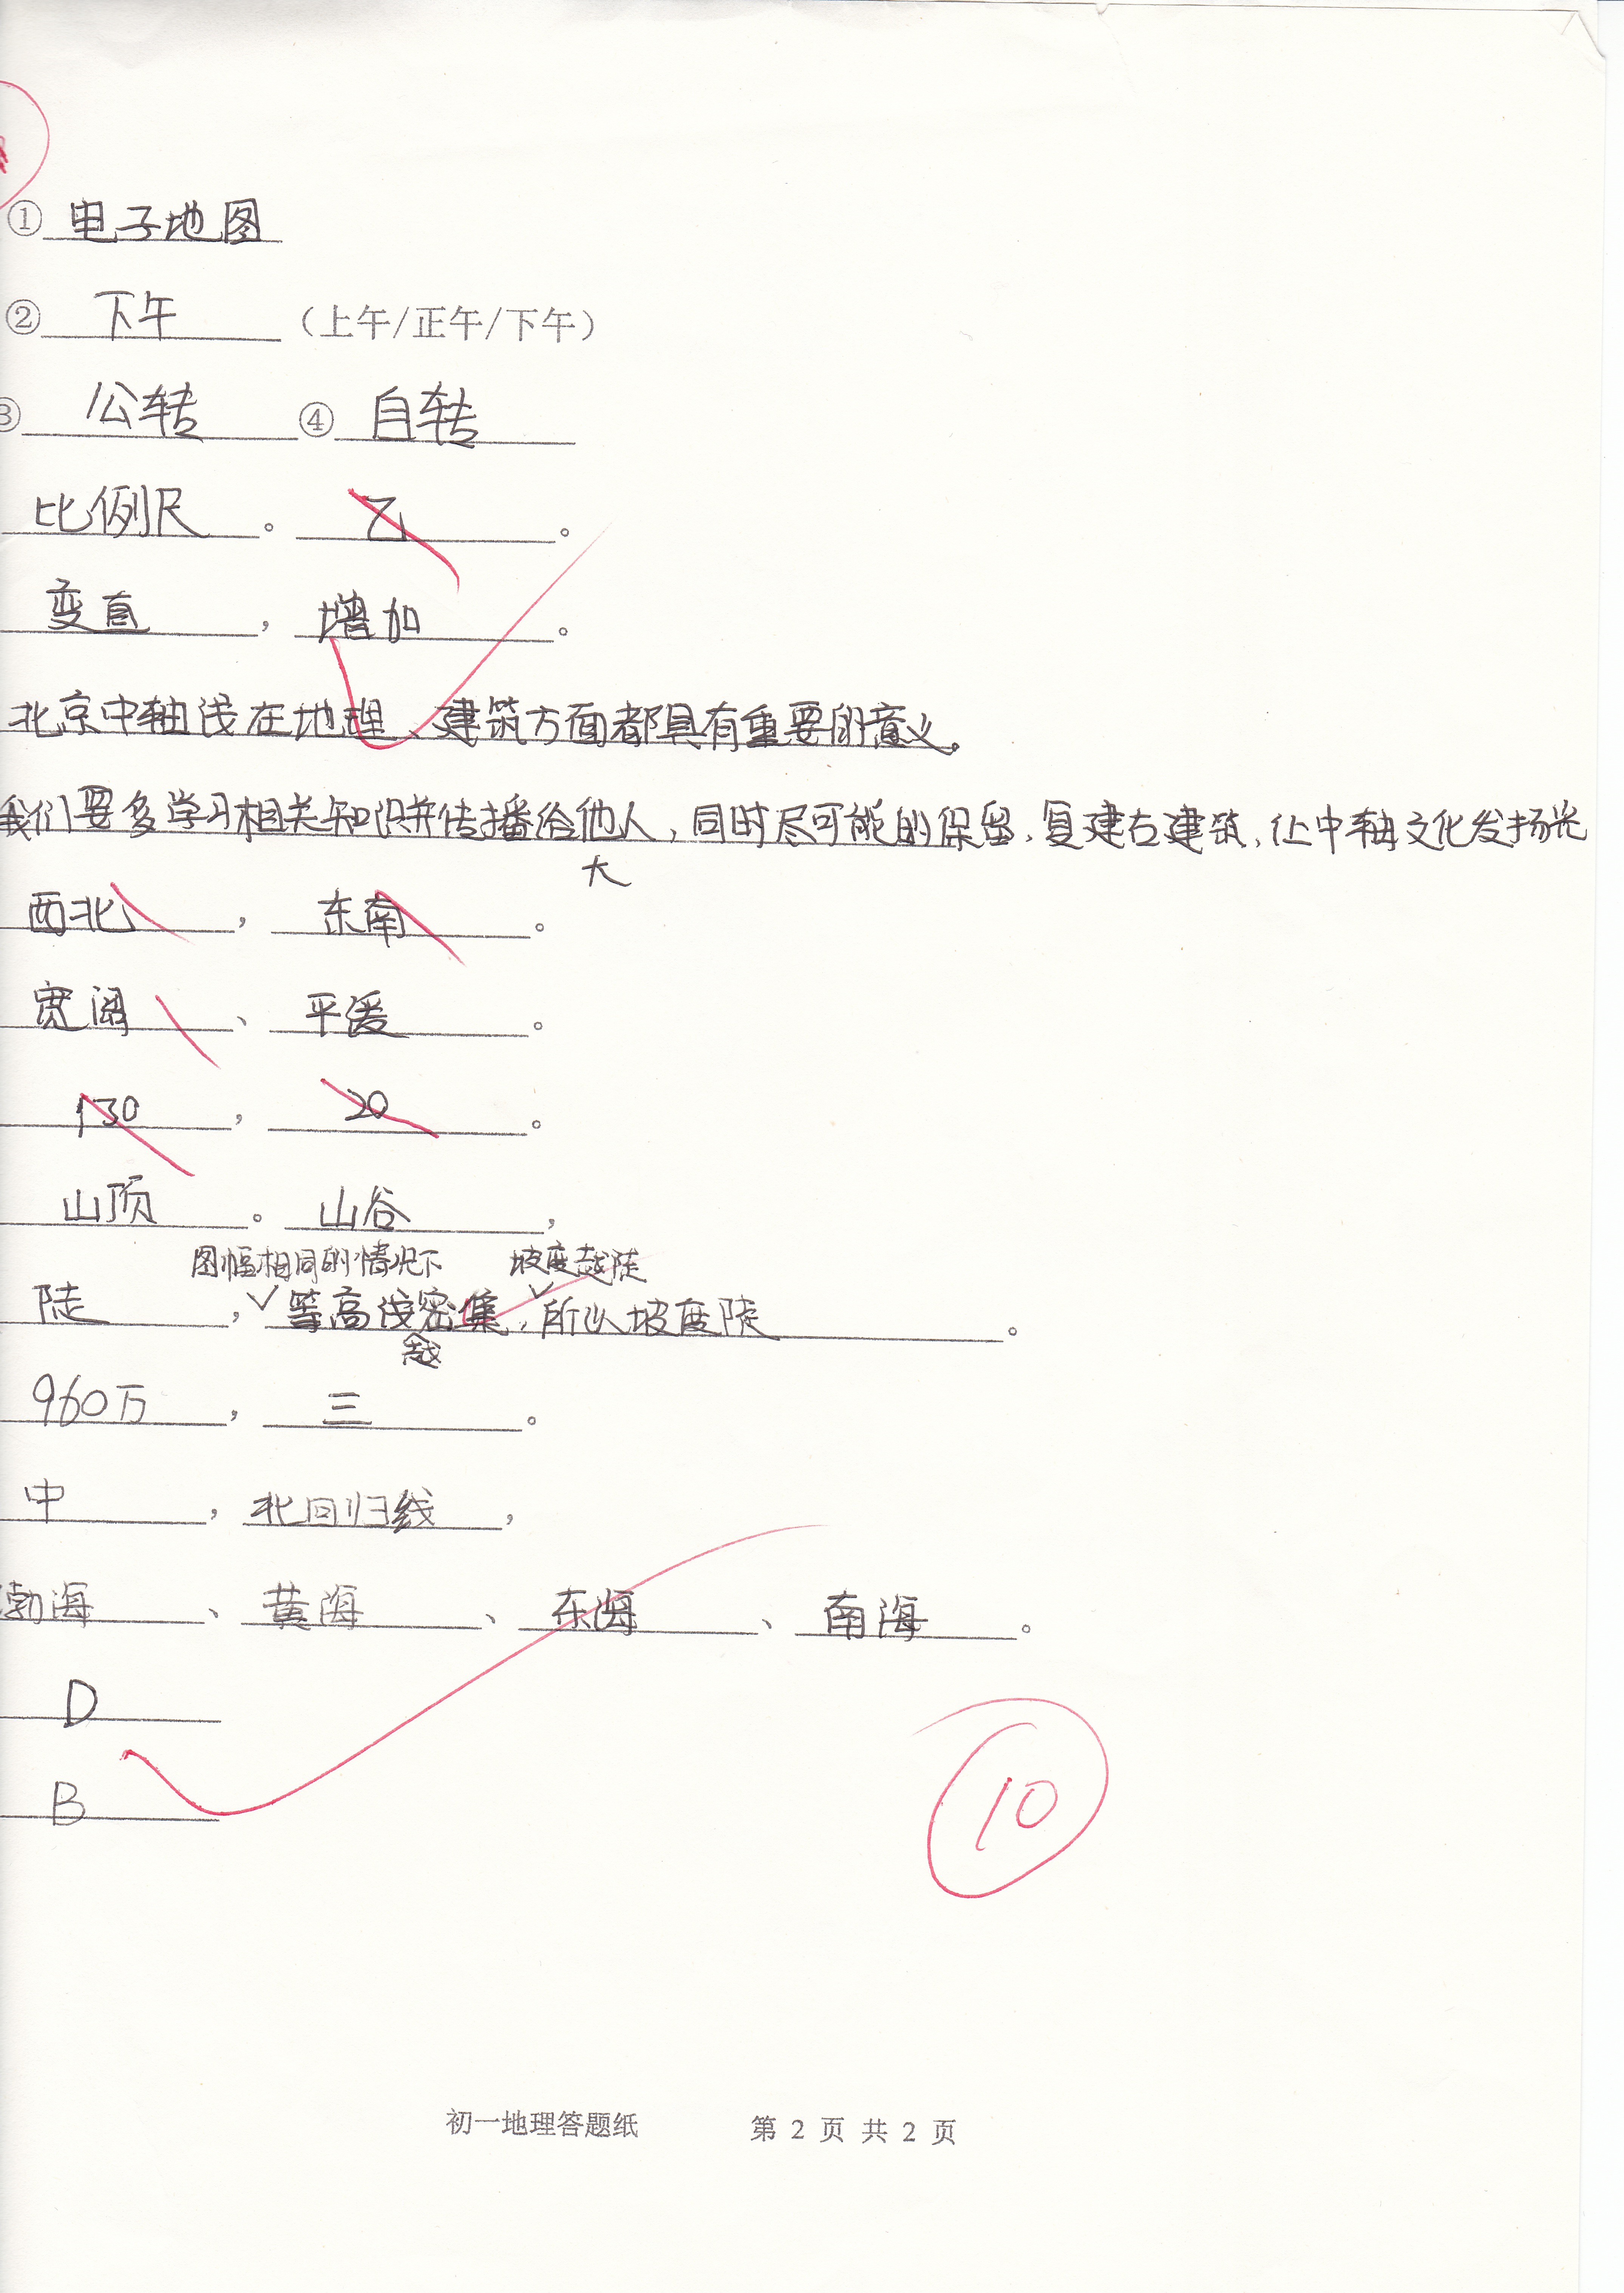 ① 电子地图
② 下午 （上午/正午/下午）
③ 公转 ④ 自转
比例尺 。 乙 。
变直 ， 增加 。
北京中轴线在地理、建筑方面都具有重要的意义。
我们要多学习相关知识并传播给他人，同时尽可能的保留，复建古建筑，让中轴文化发扬光
大
西北 ， 东南 。
宽阔 、 平缓 。
130 ， 20 。
山顶 。 山谷 ，
图幅相同的情况下 坡度越陡
陡 ， 等高线密集，所以坡度陡 。
越
960万 ， 三 。
中 ， 北回归线 ，
渤海 、 黄海 、 东海 、 南海 。
D
B
10
初一地理答题纸 第 2 页 共 2 页